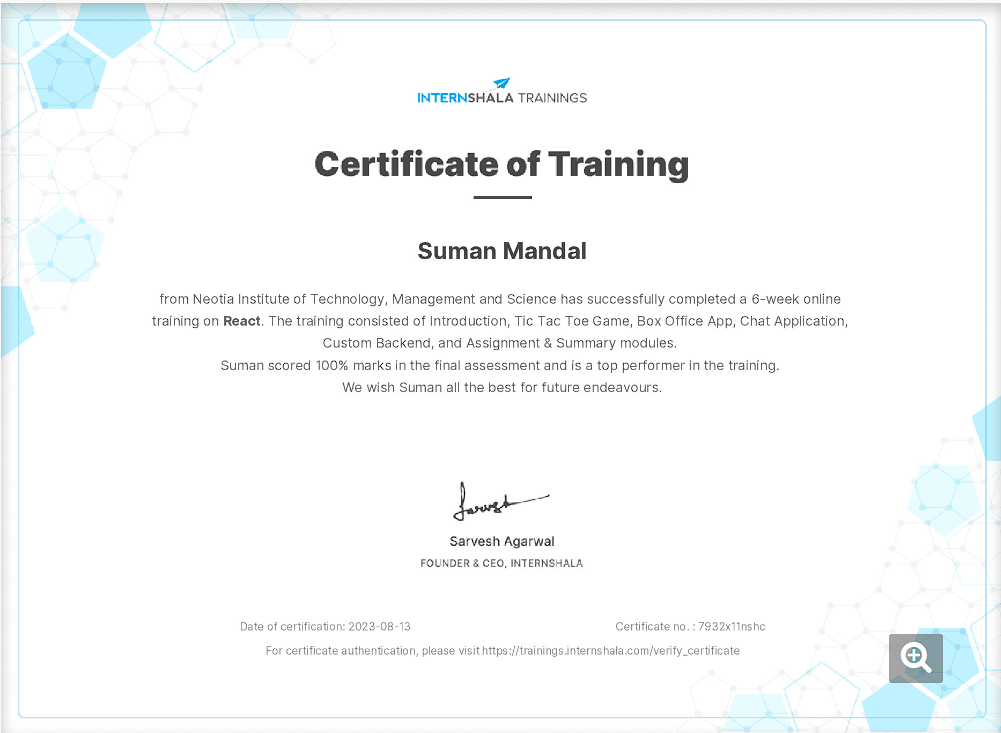 INTERNSHALA TRAININGS
Certificate of Training
Suman Mandal
from Neotia Institute of Technology, Management and Science has successfully completed a 6-week online
training on React. The training consisted of Introduction, Tic Tac Toe Game, Box Office App, Chat Application,
Custom Backend, and Assignment & Summary modules.
Suman scored 100% marks in the final assessment and is a top performer in the training.
We wish Suman all the best for future endeavours.
Sarvesh
Sarvesh Agarwal
FOUNDER & CEO, INTERNSHALA
Date of certification: 2023-08-13 Certificate no. : 7932x11nshc
For certificate authentication, please visit https://trainings.internshala.com/verify_certificate